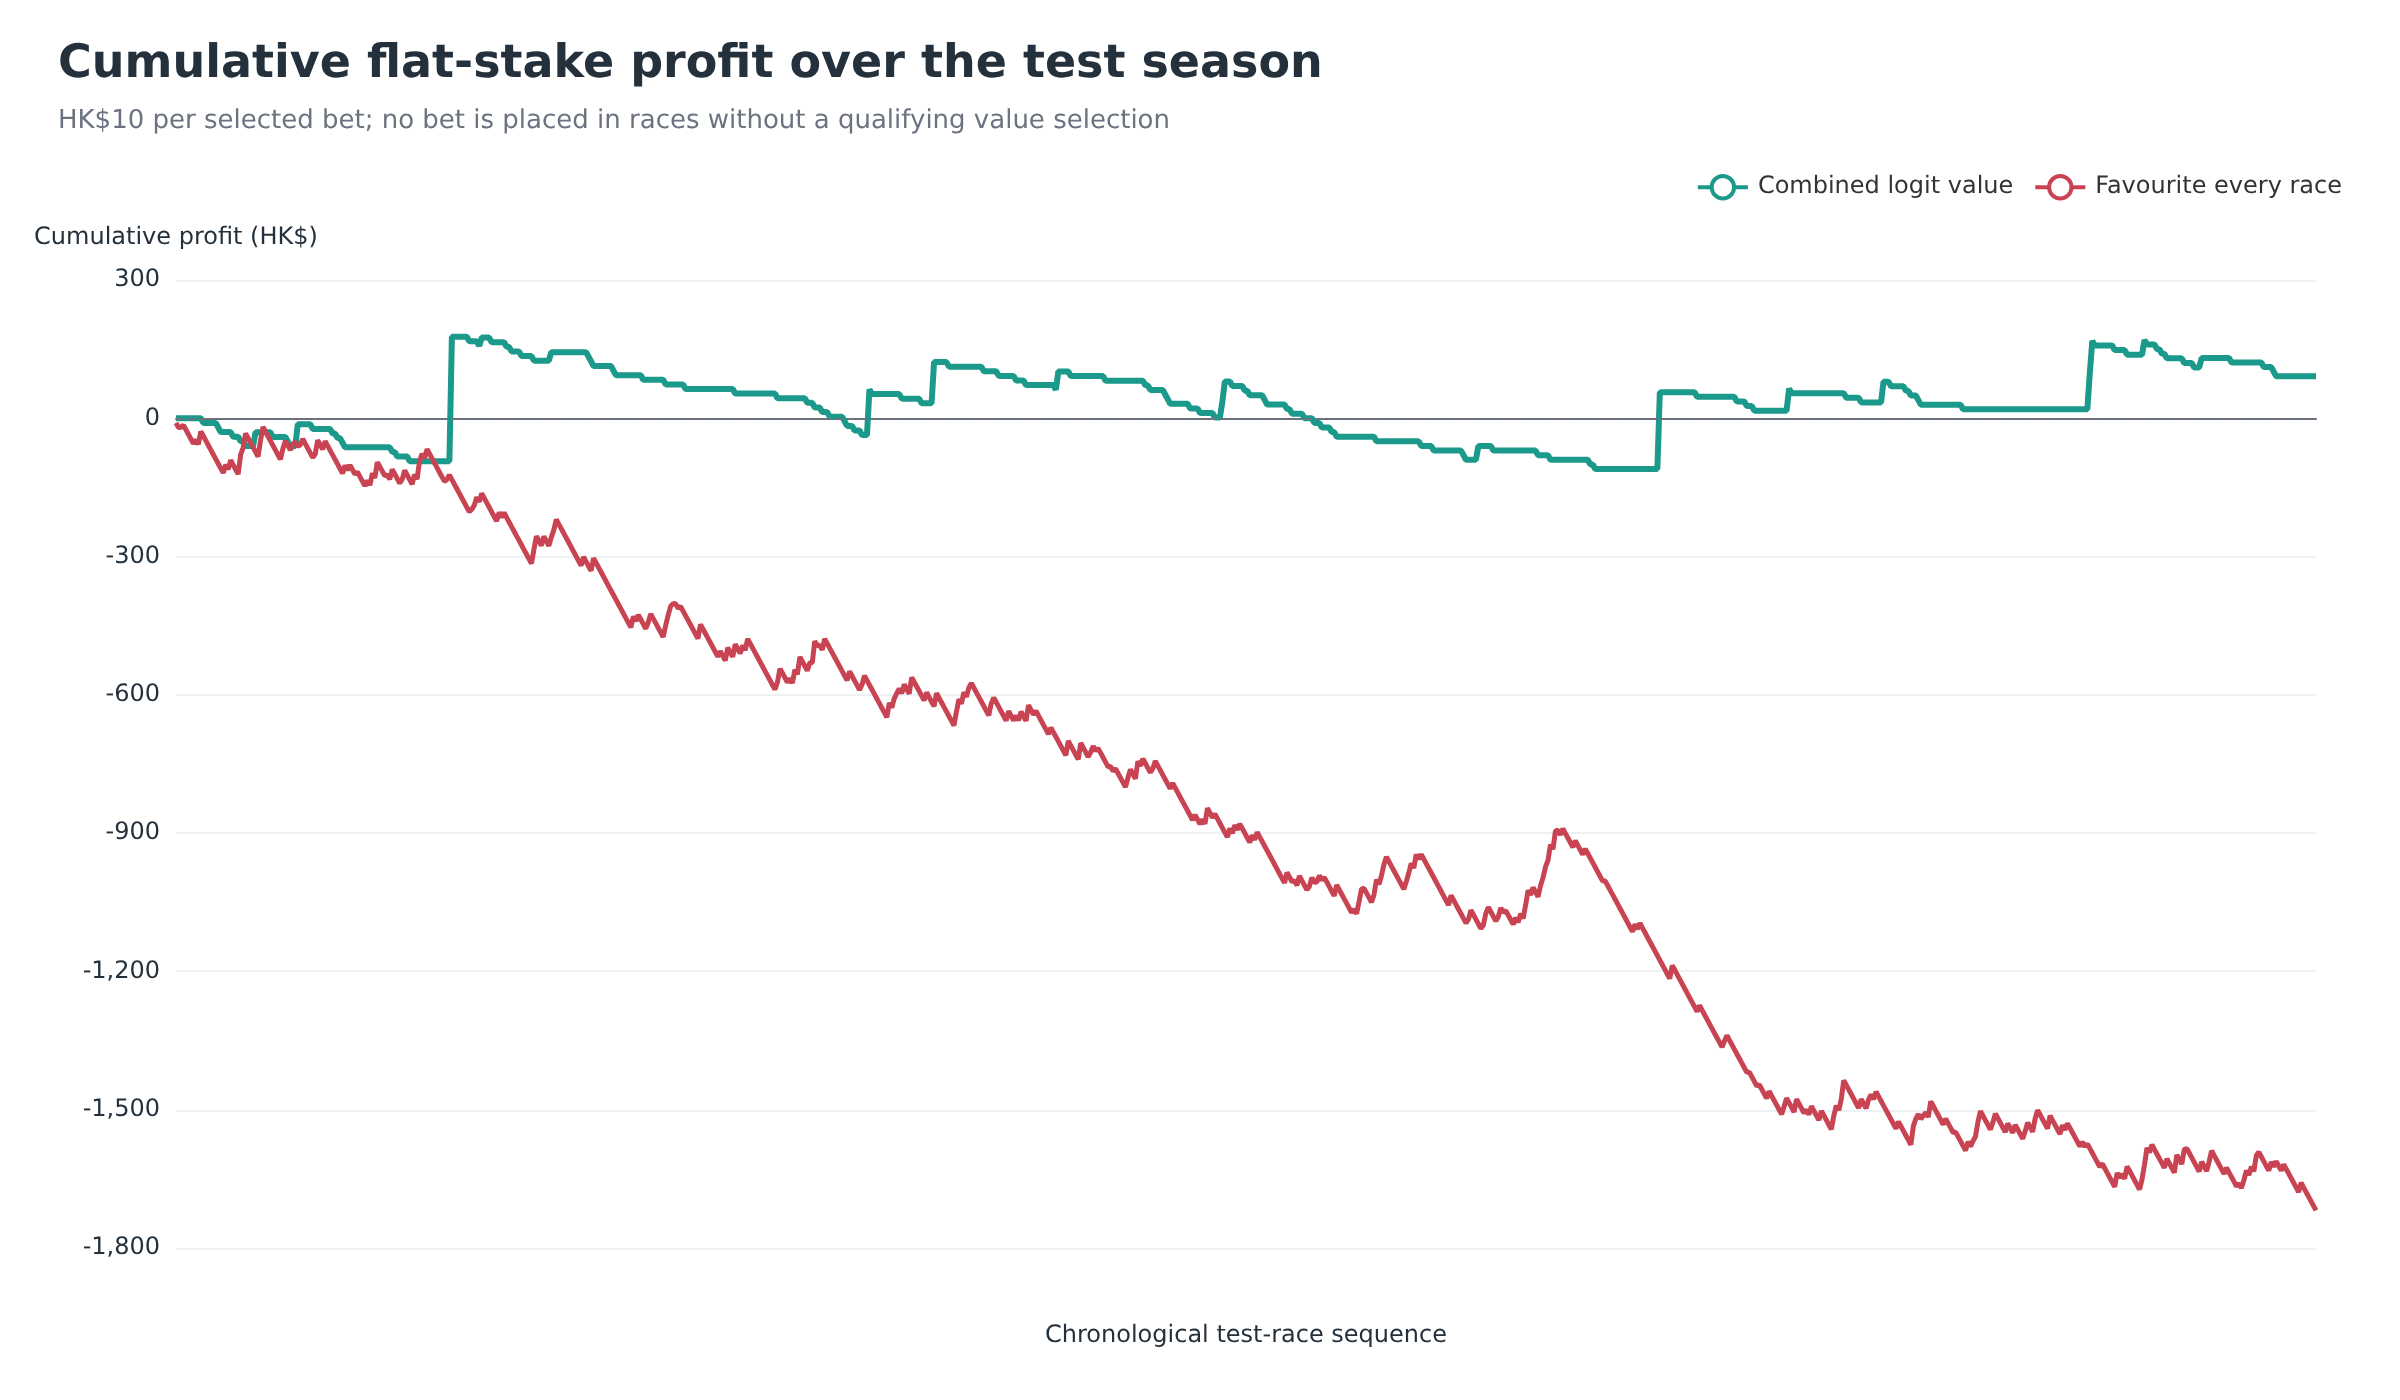 Cumulative flat-stake profit over the test season
HK$10 per selected bet; no bet is placed in races without a qualifying value selection
Combined logit value
Favourite every race
Cumulative profit (HK$)
300
0
-300
-600
-900
-1,200
-1,500
-1,800
Chronological test-race sequence